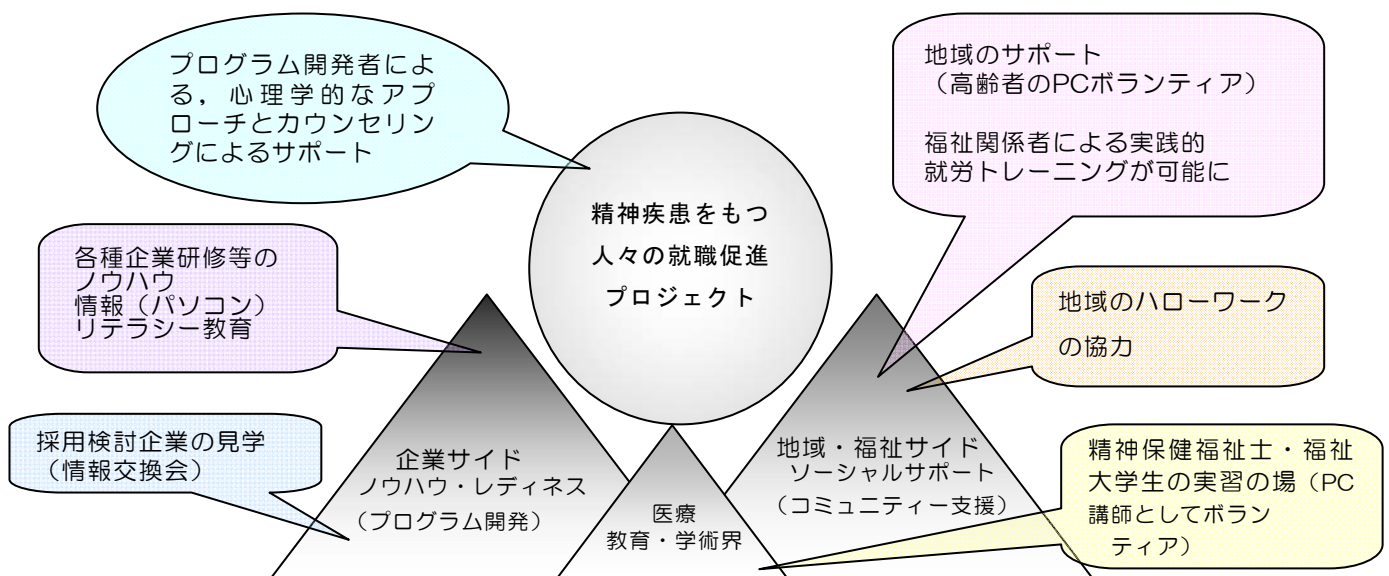 プログラム開発者によ
る，心理学的なアプ
ローチとカウンセリン
グによるサポート
地域のサポート
（高齢者のPCボランティア）
福祉関係者による実践的
就労トレーニングが可能に
精神疾患をもつ
人々の就職促進
プロジェクト
各種企業研修等の
ノウハウ
情報（パソコン）
リテラシー教育
地域のハローワーク
の協力
採用検討企業の見学
（情報交換会）
企業サイド
ノウハウ・レディネス
（プログラム開発）
医療
教育・学術界
地域・福祉サイド
ソーシャルサポート
（コミュニティー支援）
精神保健福祉士・福祉
大学生の実習の場（PC
講師としてボラン
ティア）